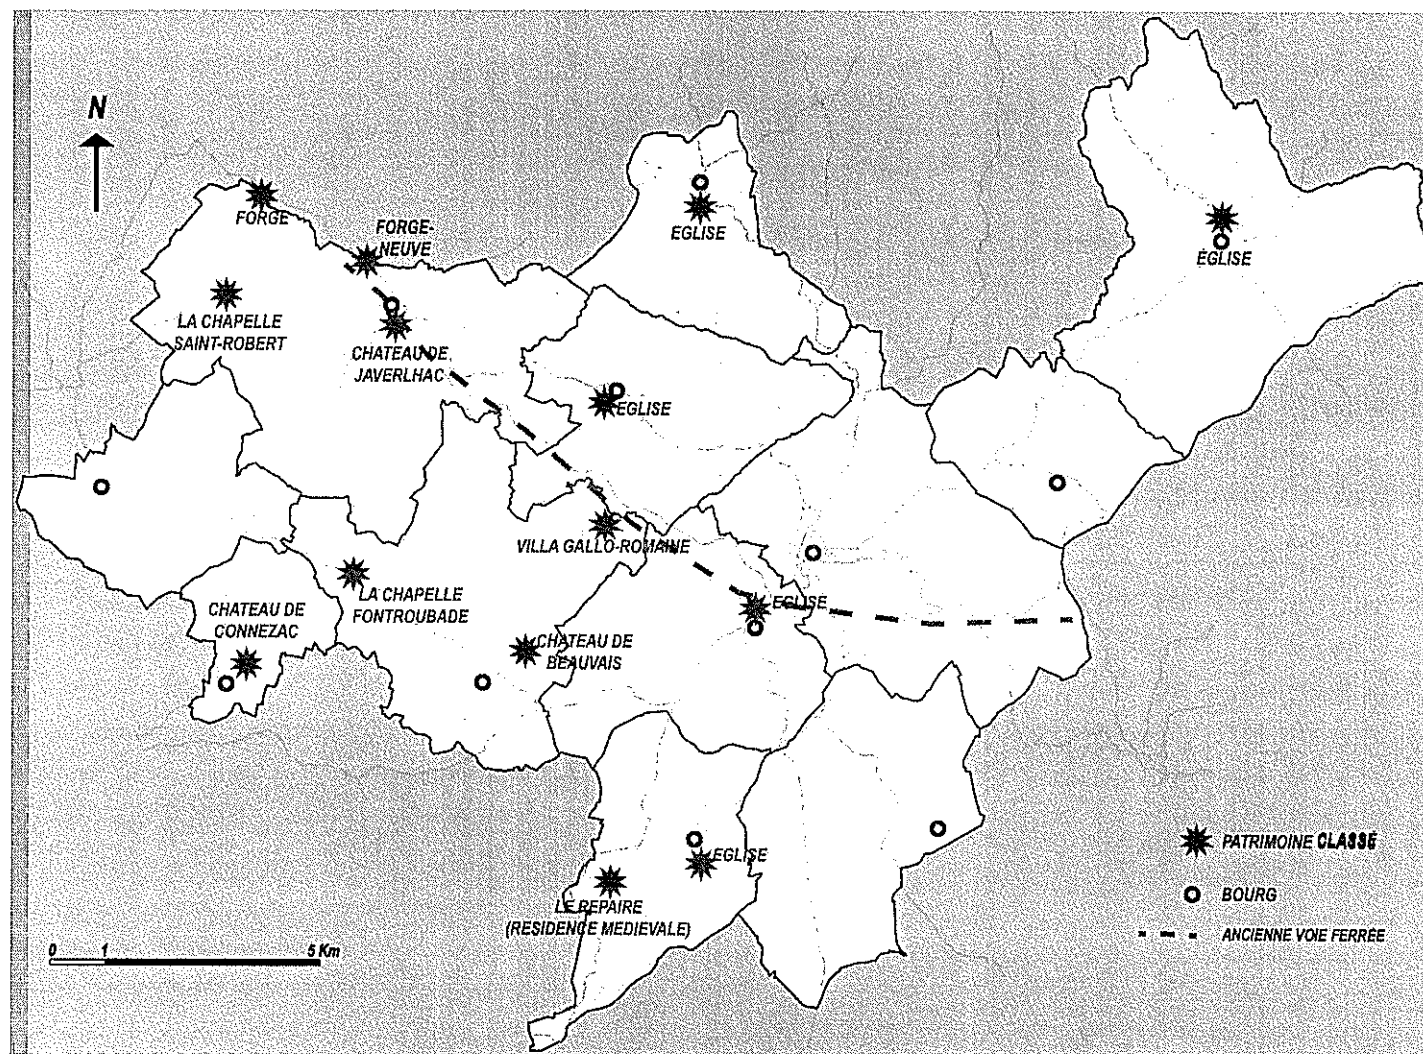 N
FORGE
FORGE-
NEUVE
EGLISE
EGLISE
LA CHAPELLE
SAINT-ROBERT
CHATEAU DE
JAVERLHAC
EGLISE
VILLA GALLO-ROMAINE
LA CHAPELLE
FONTROUBADE
CHATEAU DE
CONNEZAC
EGLISE
CHATEAU DE
BEAUVAIS
EGLISE
LE REPAIRE
(RESIDENCE MEDIEVALE)
PATRIMOINE CLASSÉ
BOURG
ANCIENNE VOIE FERRÉE
0 1 5 Km